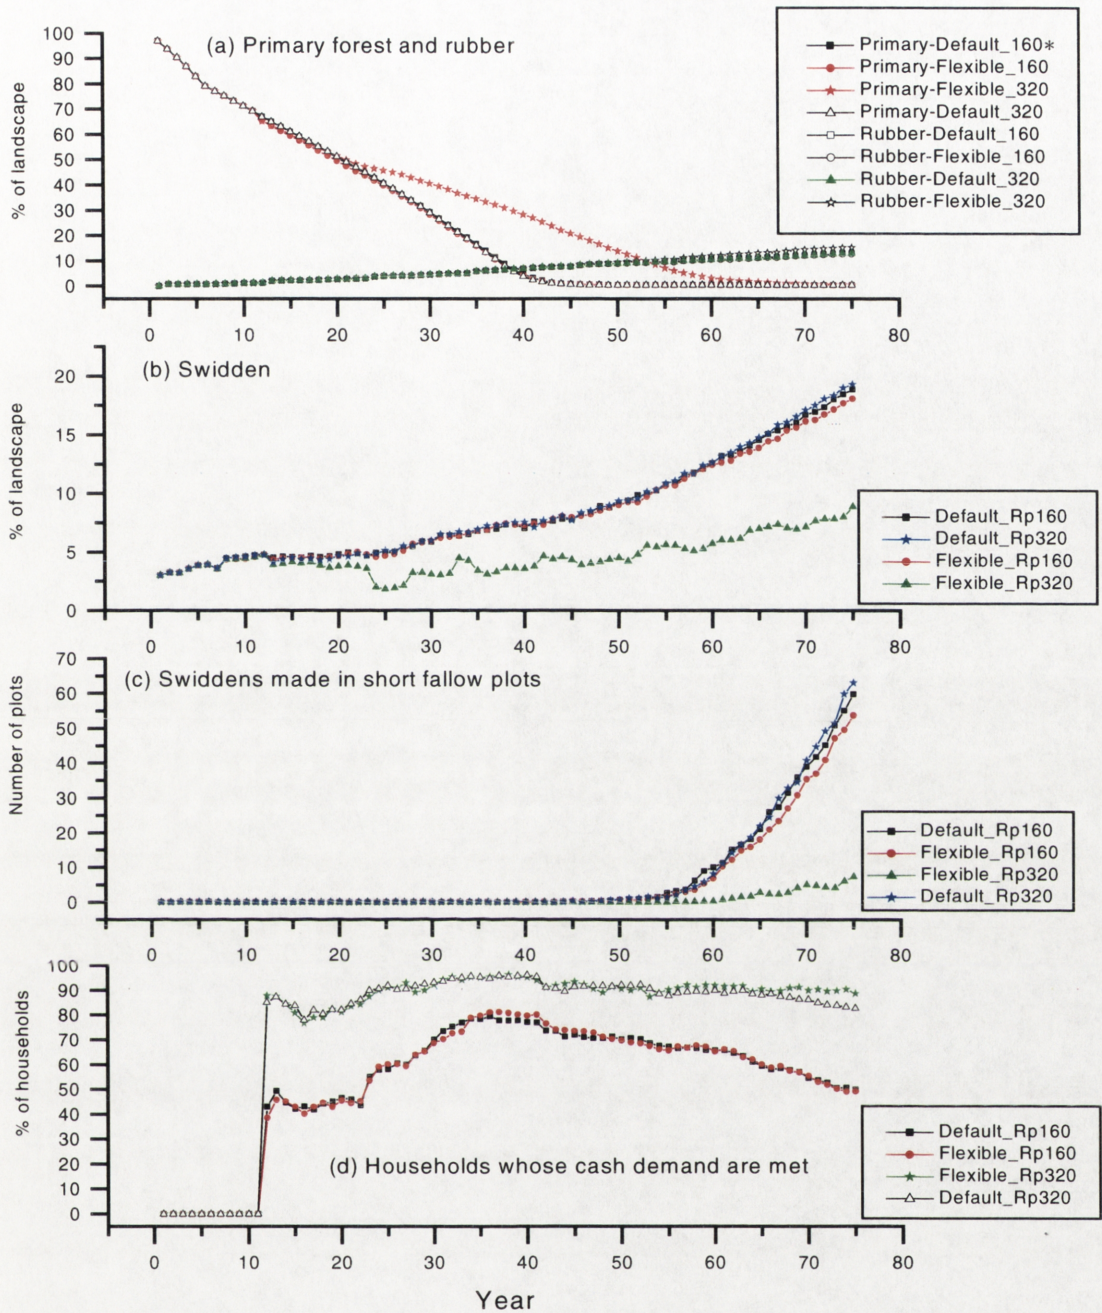 (a) Primary forest and rubber
% of landscape
100
90
80
70
60
50
40
30
20
10
0
0 10 20 30 40 50 60 70 80
Primary-Default_160*
Primary-Flexible_160
Primary-Flexible_320
Primary-Default_320
Rubber-Default_160
Rubber-Flexible_160
Rubber-Default_320
Rubber-Flexible_320
(b) Swidden
% of landscape
20
15
10
5
0
0 10 20 30 40 50 60 70 80
Default_Rp160
Default_Rp320
Flexible_Rp160
Flexible_Rp320
(c) Swiddens made in short fallow plots
Number of plots
70
60
50
40
30
20
10
0
0 10 20 30 40 50 60 70 80
Default_Rp160
Flexible_Rp160
Flexible_Rp320
Default_Rp320
% of households
100
90
80
70
60
50
40
30
20
10
0
(d) Households whose cash demand are met
0 10 20 30 40 50 60 70 80
Default_Rp160
Flexible_Rp160
Flexible_Rp320
Default_Rp320
Year